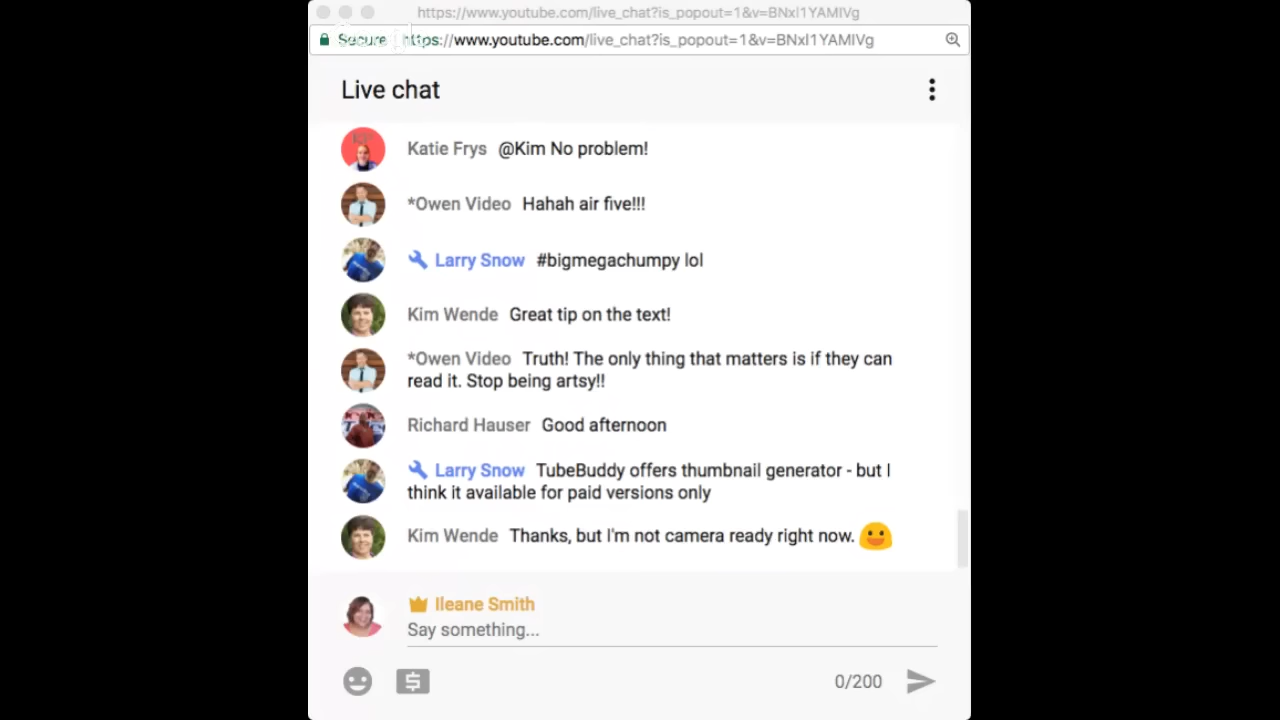 https://www.youtube.com/live_chat?is_popout=1&v=BNxl1YAMlVg
Secure https://www.youtube.com/live_chat?is_popout=1&v=BNxl1YAMlVg
Live chat
Katie Frys @Kim No problem!
*Owen Video Hahah air five!!!
Larry Snow #bigmegachumpy lol
Kim Wende Great tip on the text!
*Owen Video Truth! The only thing that matters is if they can
read it. Stop being artsy!!
Richard Hauser Good afternoon
Larry Snow TubeBuddy offers thumbnail generator - but I
think it available for paid versions only
Kim Wende Thanks, but I'm not camera ready right now.
Ileane Smith
Say something...
0/200